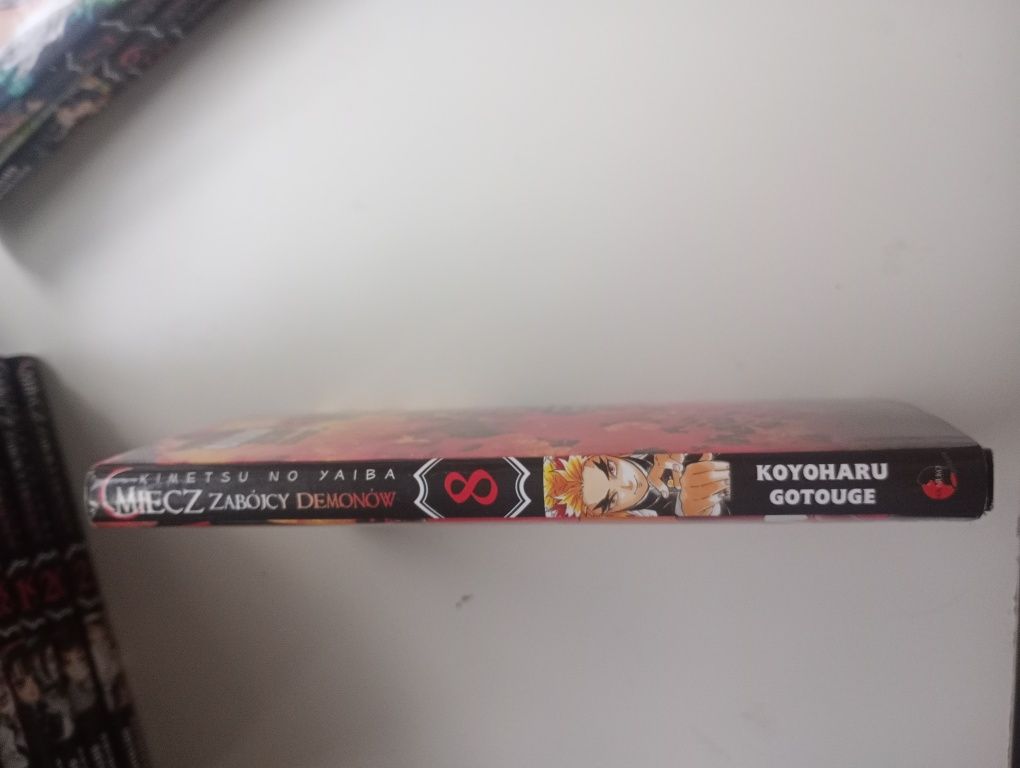 KIMETSU NO YAIBA
MIECZ ZABÓJCY DEMONÓW
8
KOYOHARU
GOTOUGE